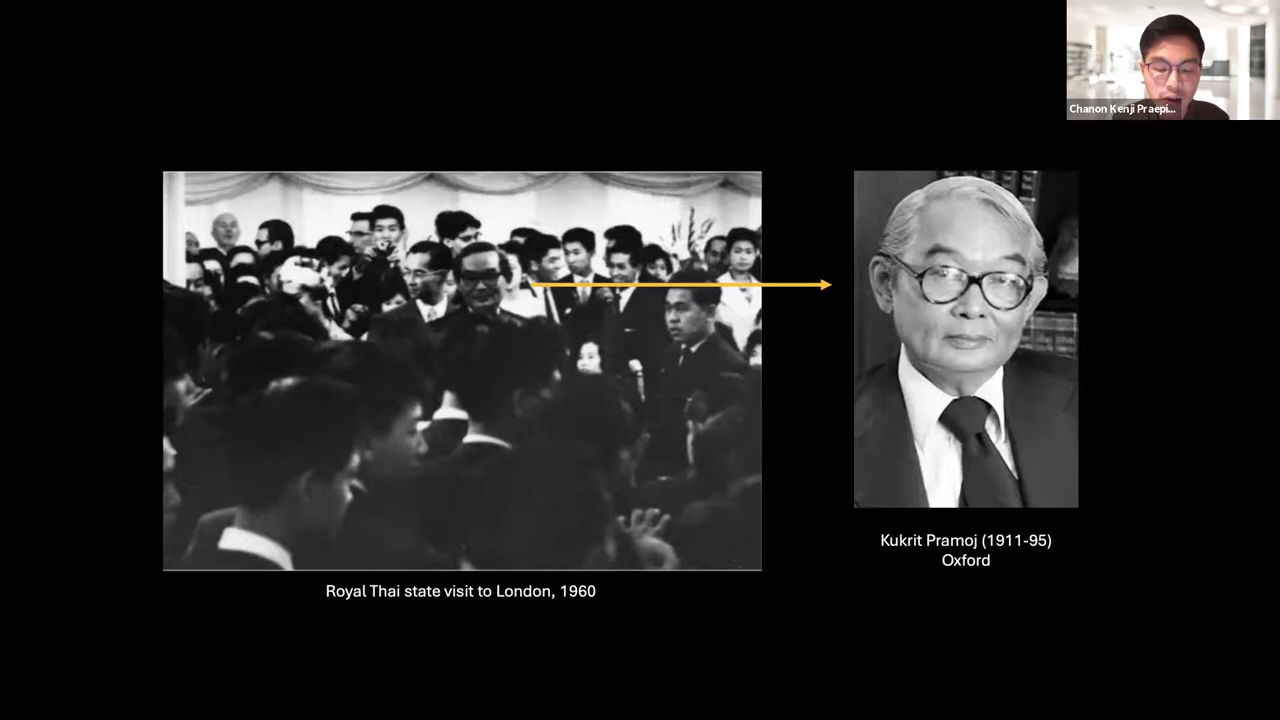 Chanon Kenji Praepi...
Royal Thai state visit to London, 1960
Kukrit Pramoj (1911-95)
Oxford